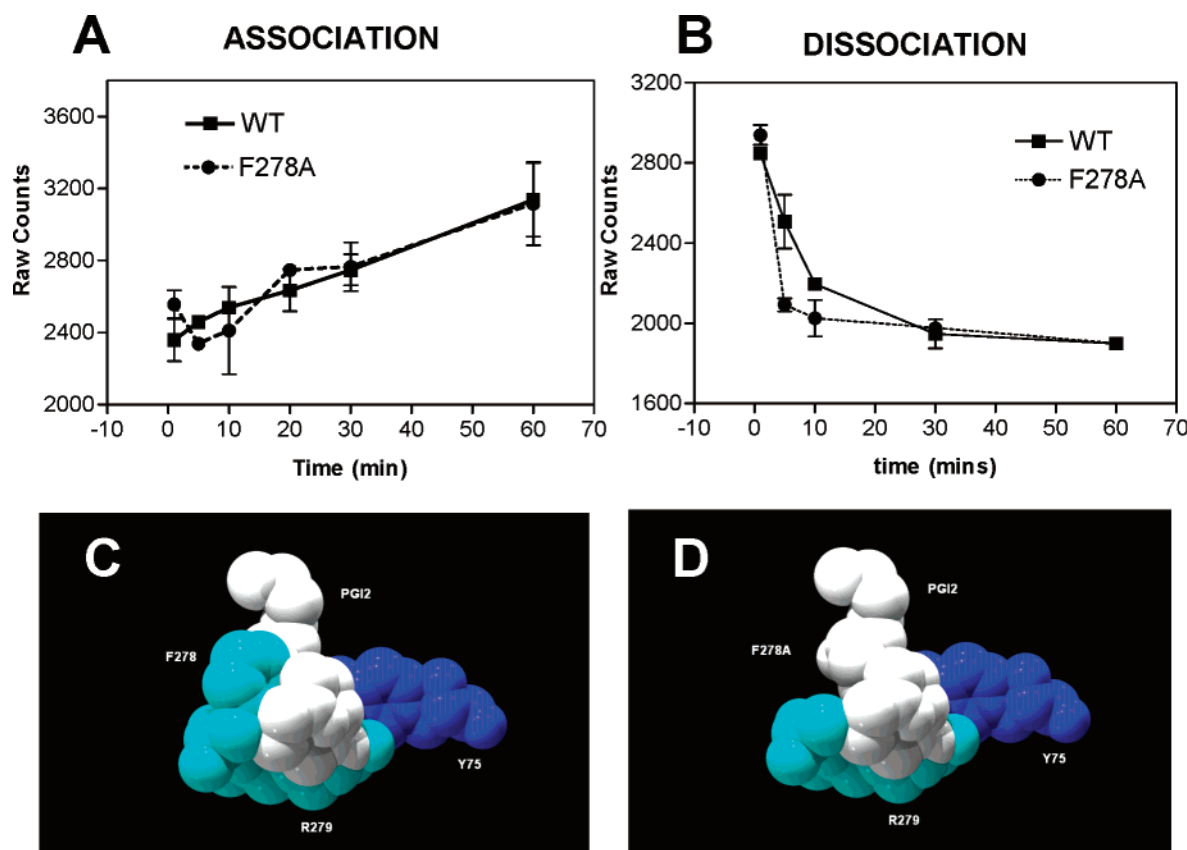 A ASSOCIATION
3600
3200
2800
2400
2000
Raw Counts
WT
F278A
-10 0 10 20 30 40 50 60 70
Time (min)
B DISSOCIATION
3200
2800
2400
2000
1600
Raw Counts
WT
F278A
-10 0 10 20 30 40 50 60 70
time (mins)
C
PGI2
F278
Y75
R279
D
PGI2
F278A
Y75
R279